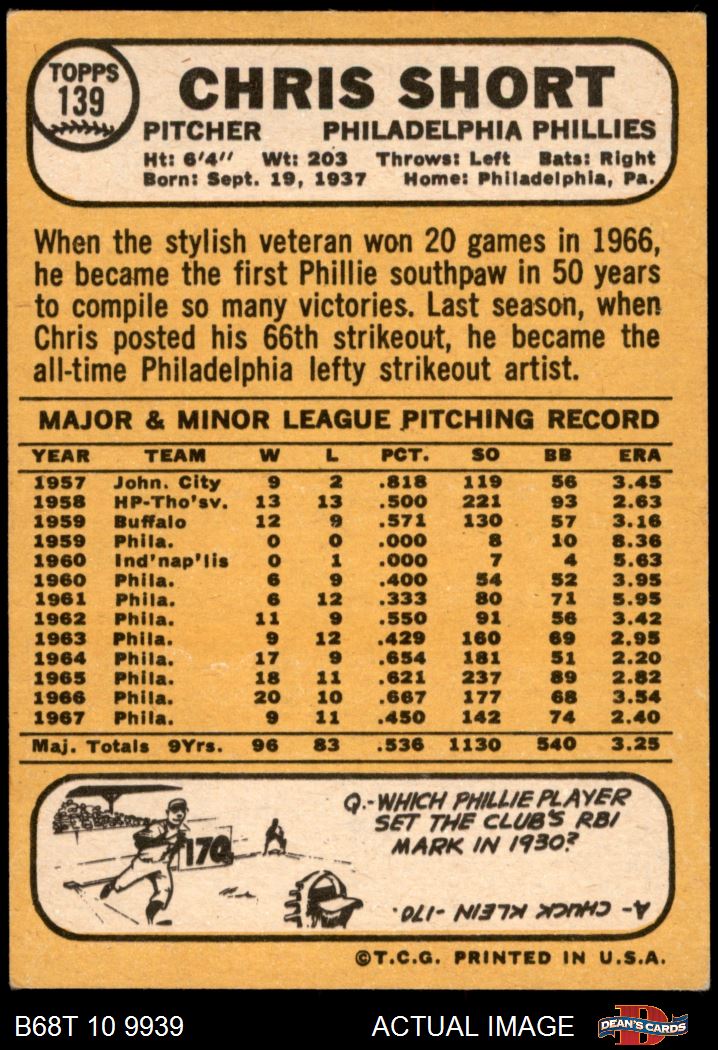 TOPPS
139
CHRIS SHORT
PITCHER PHILADELPHIA PHILLIES
Ht: 6'4" Wt: 203 Throws: Left Bats: Right
Born: Sept. 19, 1937 Home: Philadelphia, Pa.
When the stylish veteran won 20 games in 1966,
he became the first Phillie southpaw in 50 years
to compile so many victories. Last season, when
Chris posted his 66th strikeout, he became the
all-time Philadelphia lefty strikeout artist.
MAJOR & MINOR LEAGUE PITCHING RECORD
YEAR TEAM W L PCT. SO BB ERA
1957 John. City 9 2 .818 119 56 3.45
1958 HP-Tho'sv. 13 13 .500 221 93 2.63
1959 Buffalo 12 9 .571 130 57 3.16
1959 Phila. 0 0 .000 8 10 8.36
1960 Ind'nap'lis 0 1 .000 7 4 5.63
1960 Phila. 6 9 .400 54 52 3.95
1961 Phila. 6 12 .333 80 71 5.95
1962 Phila. 11 9 .550 91 56 3.42
1963 Phila. 9 12 .429 160 69 2.95
1964 Phila. 17 9 .654 181 51 2.20
1965 Phila. 18 11 .621 237 89 2.82
1966 Phila. 20 10 .667 177 68 3.54
1967 Phila. 9 11 .450 142 74 2.40
Maj. Totals 9Yrs. 96 83 .536 1130 540 3.25
Q.-WHICH PHILLIE PLAYER
SET THE CLUB'S RBI
MARK IN 1930?
170
A- CHUCK KLEIN -170.
©T.C.G. PRINTED IN U.S.A.
B68T 10 9939 ACTUAL IMAGE
D
DEAN'S CARDS